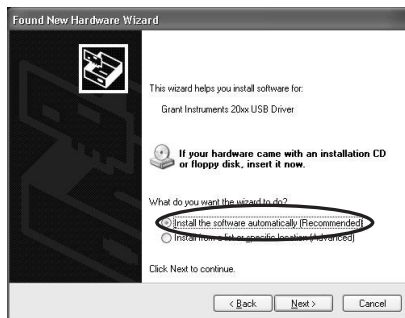 Found New Hardware Wizard
This wizard helps you install software for:
Grant Instruments 20xx USB Driver
If your hardware came with an installation CD
or floppy disk, insert it now.
What do you want the wizard to do?
Install the software automatically (Recommended)
Install from a list or specific location (Advanced)
Click Next to continue.
< Back
Next >
Cancel